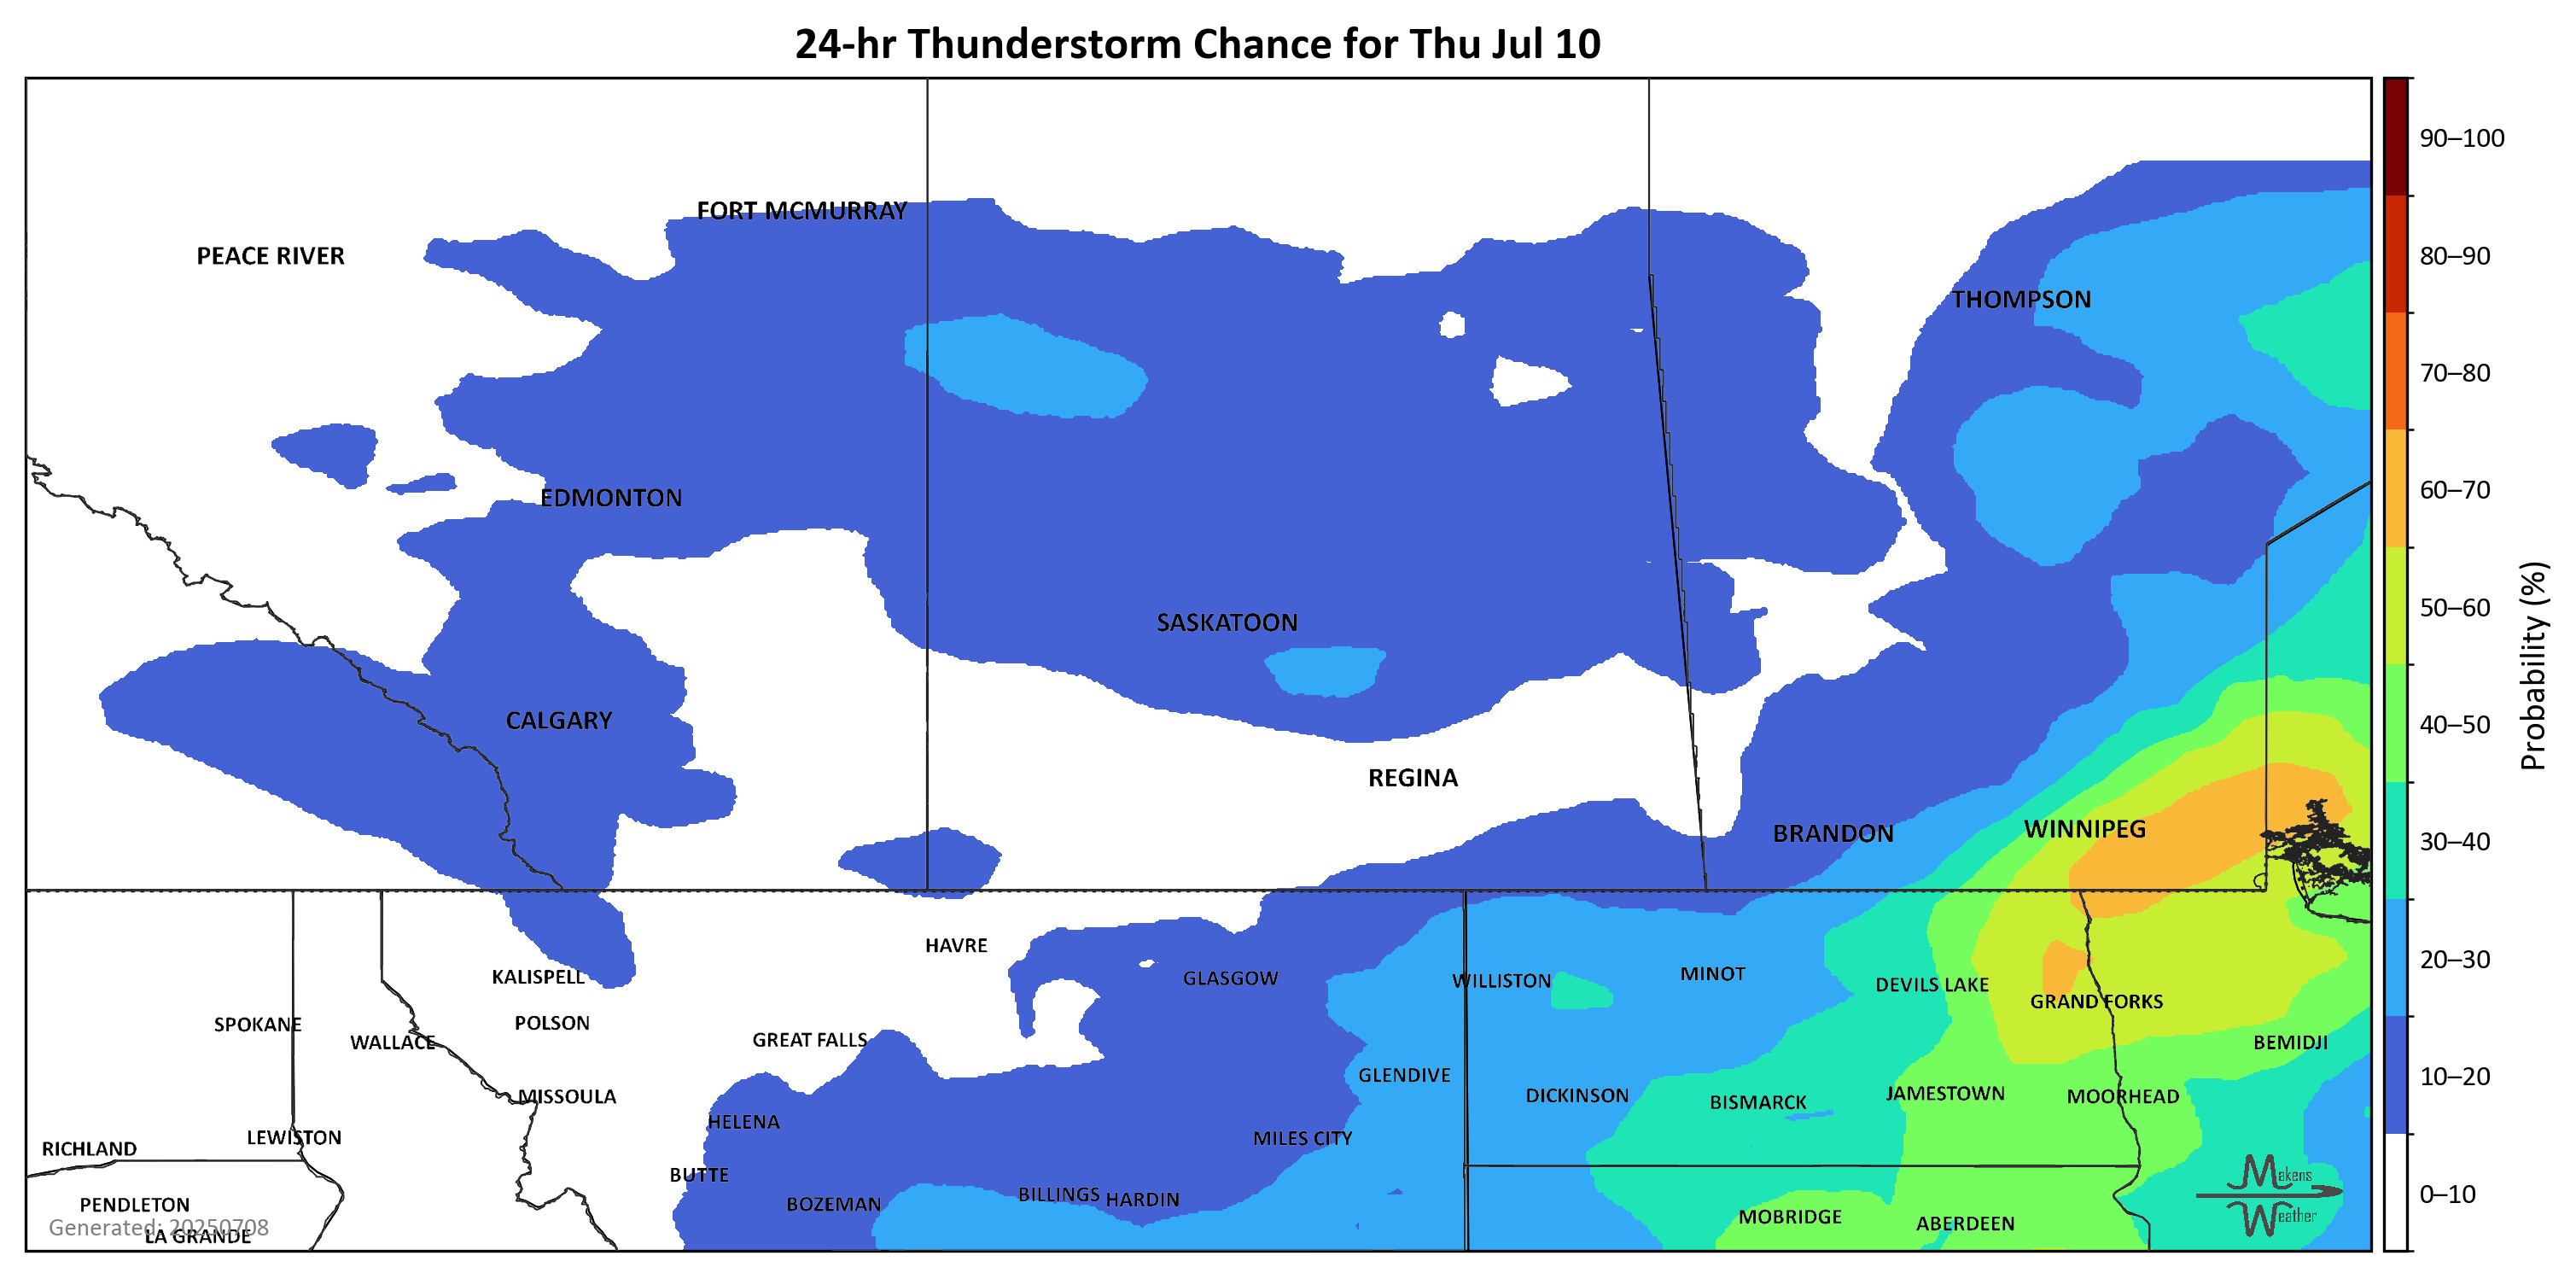 24-hr Thunderstorm Chance for Thu Jul 10
90–100
FORT MCMURRAY
PEACE RIVER
80–90
THOMPSON
70–80
EDMONTON
60–70
SASKATOON
50–60
CALGARY
40–50
Probability (%)
REGINA
BRANDON
WINNIPEG
30–40
HAVRE
KALISPELL
GLASGOW
WILLISTON
MINOT
DEVILS LAKE
20–30
GRAND FORKS
SPOKANE
POLSON
WALLACE
GREAT FALLS
BEMIDJI
GLENDIVE
10–20
MISSOULA
DICKINSON
BISMARCK
JAMESTOWN
MOORHEAD
HELENA
RICHLAND
LEWISTON
MILES CITY
BUTTE
Makens
Weather
0–10
PENDLETON
BOZEMAN
BILLINGS
HARDIN
MOBRIDGE
ABERDEEN
Generated: 20250708
LA GRANDE